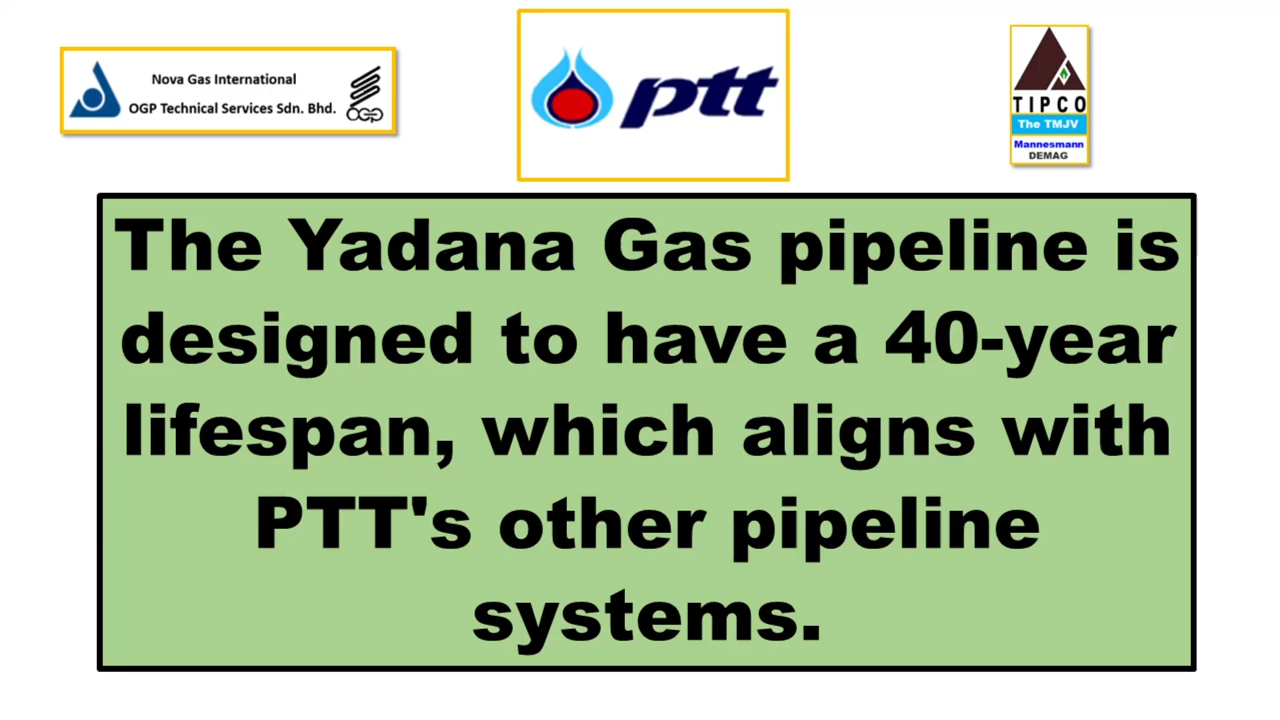 Nova Gas International
OGP Technical Services Sdn. Bhd.
OGP
ptt
TIPCO
The TMJV
Mannesmann
DEMAG
The Yadana Gas pipeline is
designed to have a 40-year
lifespan, which aligns with
PTT's other pipeline
systems.